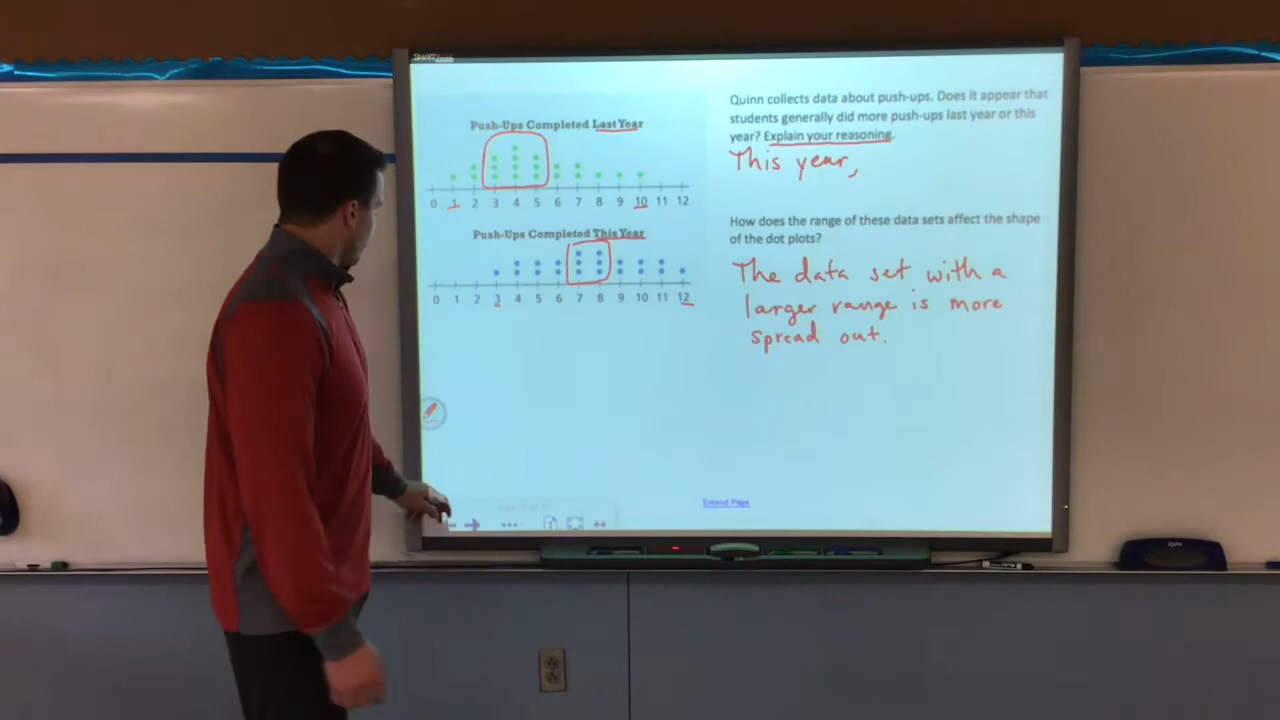 SMART
Push-Ups Completed Last Year
0 1 2 3 4 5 6 7 8 9 10 11 12
Push-Ups Completed This Year
0 1 2 3 4 5 6 7 8 9 10 11 12
Quinn collects data about push-ups. Does it appear that
students generally did more push-ups last year or this
year? Explain your reasoning.
This year,
How does the range of these data sets affect the shape
of the dot plots?
The data set with a
larger range is more
spread out.
Extend Page